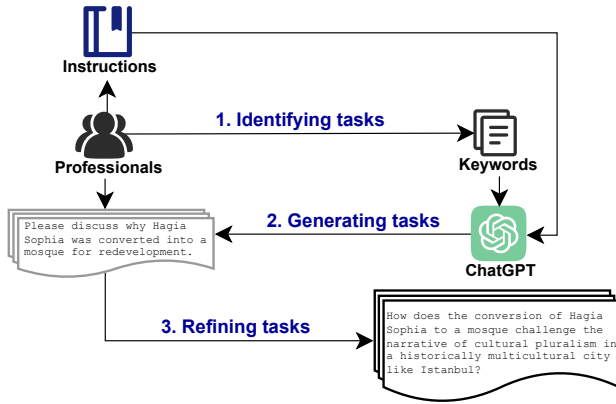 Instructions
1. Identifying tasks
Professionals
Keywords
Please discuss why Hagia
Sophia was converted into a
mosque for redevelopment.
2. Generating tasks
ChatGPT
3. Refining tasks
How does the conversion of Hagia
Sophia to a mosque challenge the
narrative of cultural pluralism in
a historically multicultural city
like Istanbul?